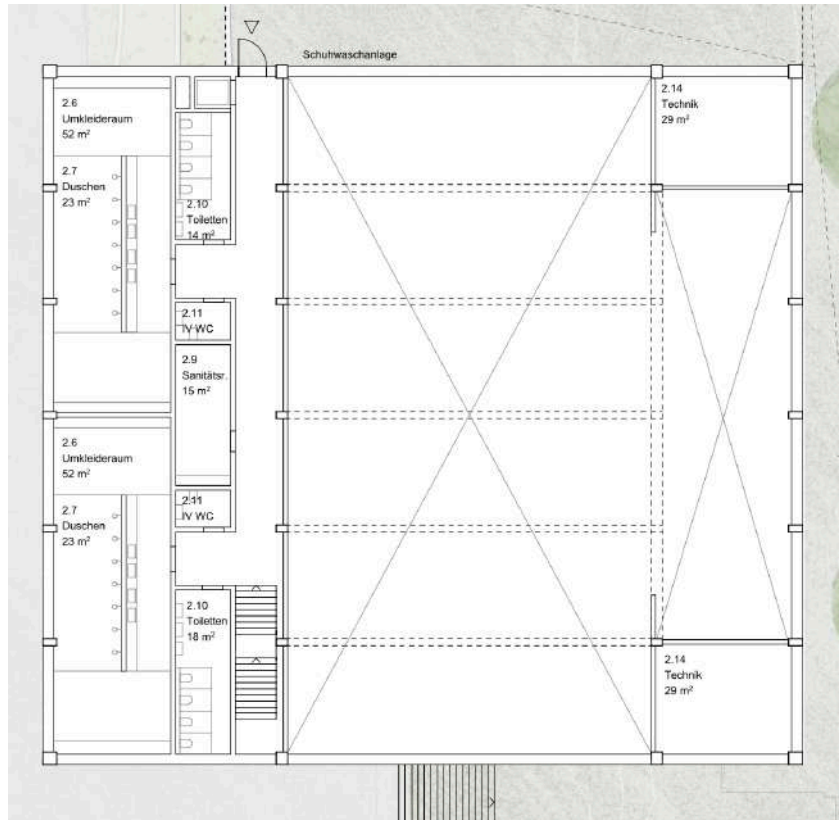 Schuhwaschanlage
2.6
Umkleideraum
52 m²
2.7
Duschen
23 m²
2.10
Toiletten
14 m²
2.14
Technik
29 m²
2.11
IV WC
2.9
Sanitätsr.
15 m²
2.6
Umkleideraum
52 m²
2.7
Duschen
23 m²
2.11
IV WC
2.10
Toiletten
18 m²
2.14
Technik
29 m²